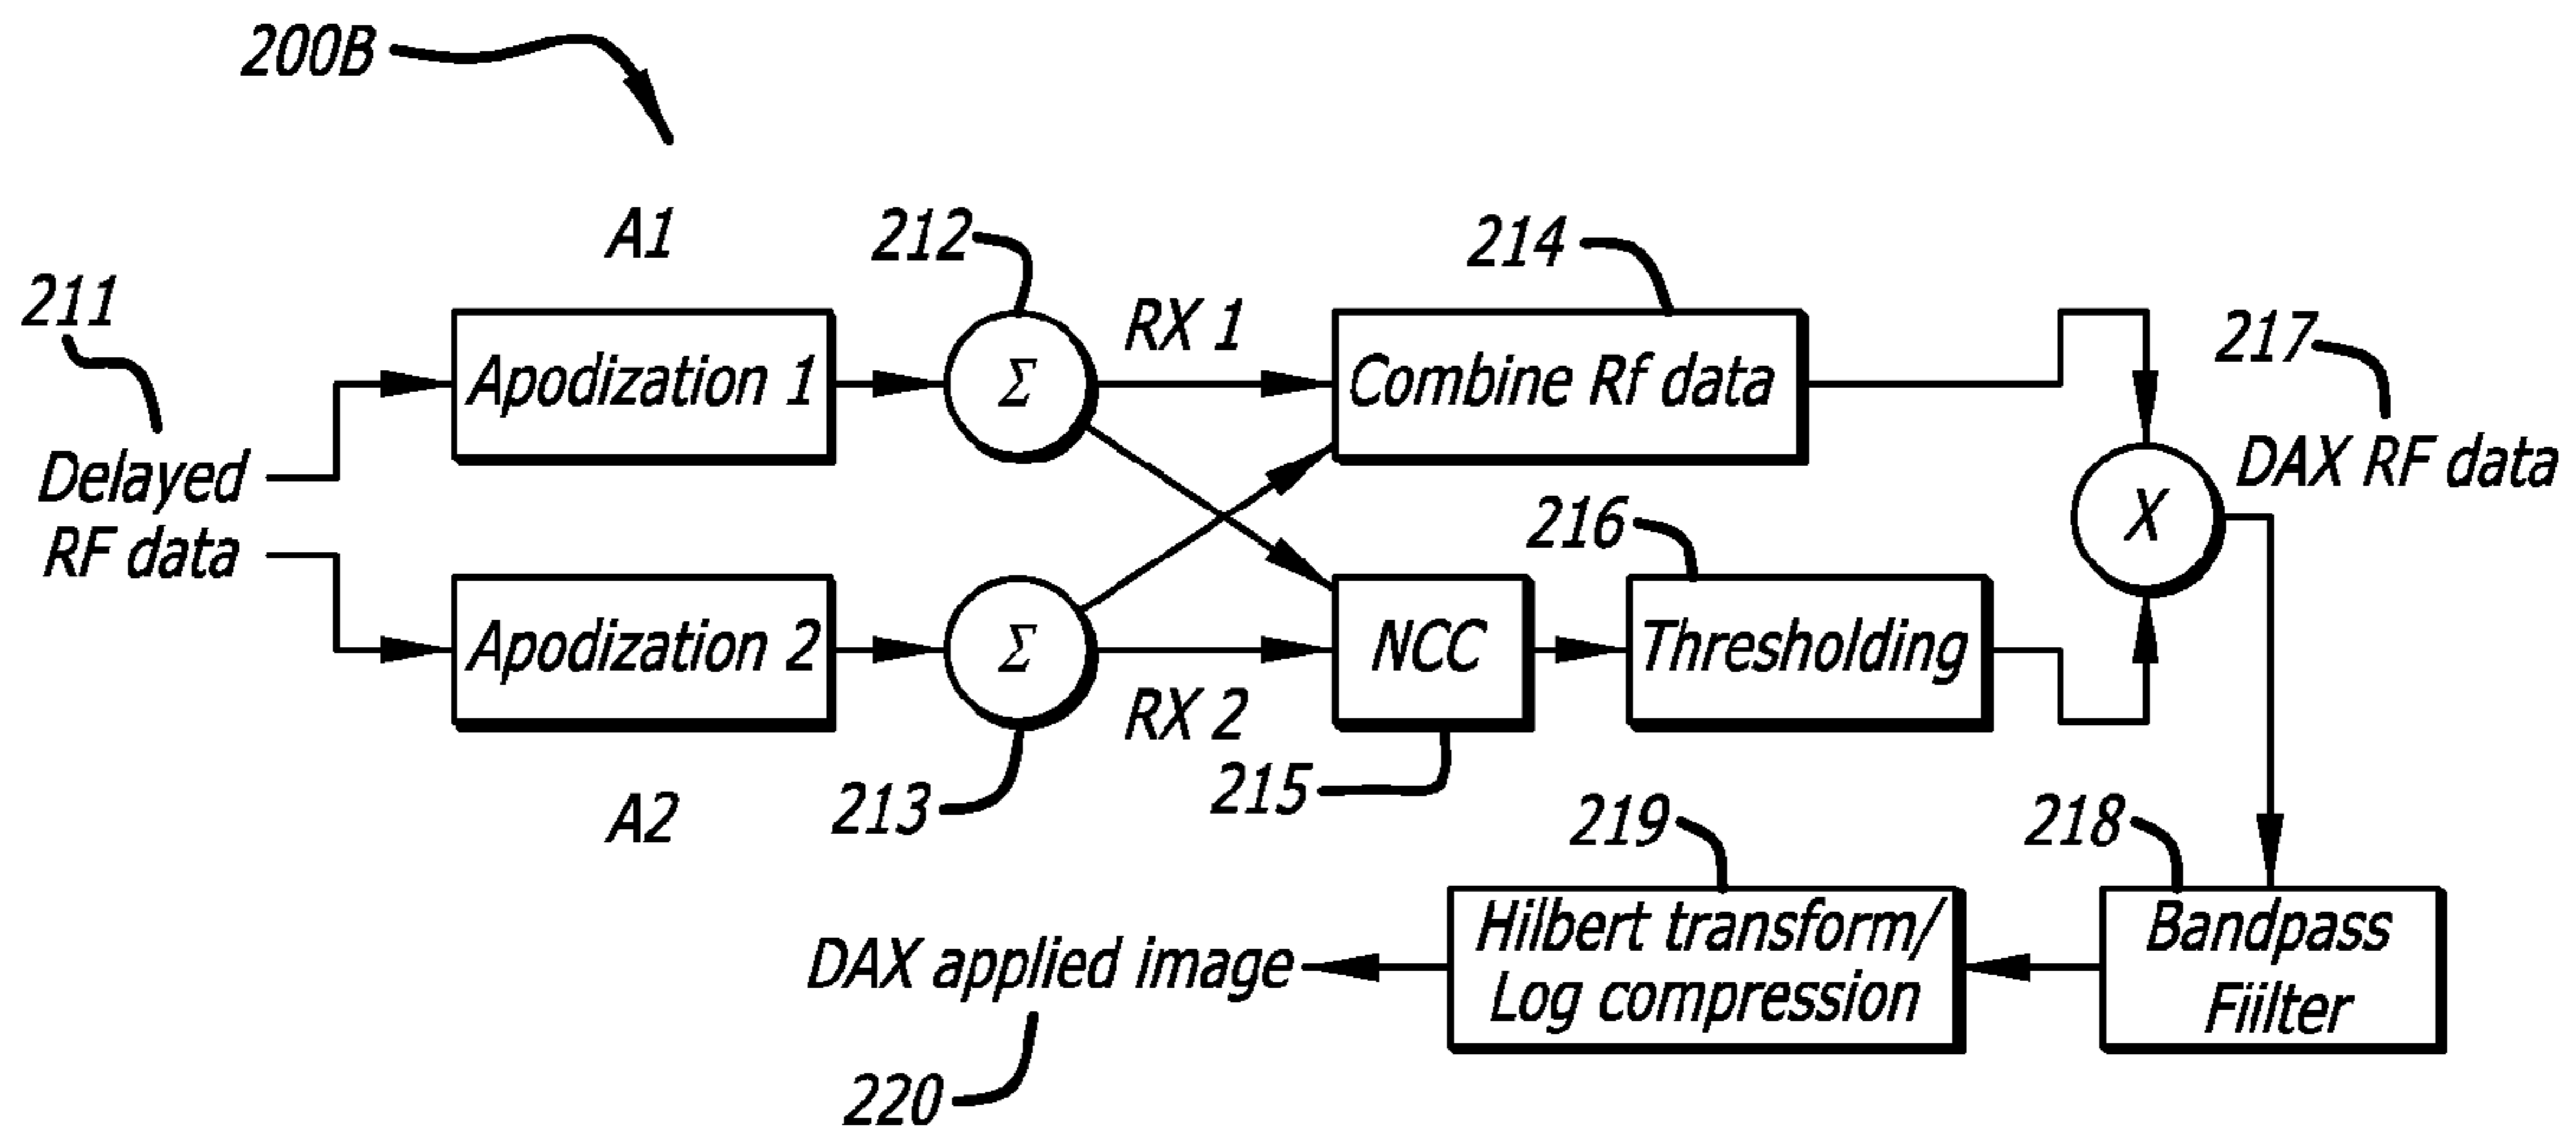 200B
A1
212
214
211
RX 1
217
Apodization 1
Σ
Combine Rf data
Delayed
RF data
DAX RF data
216
X
Apodization 2
Σ
NCC
Thresholding
RX 2
215
A2
213
219
218
DAX applied image
Hilbert transform/
Log compression
Bandpass
Fiilter
220